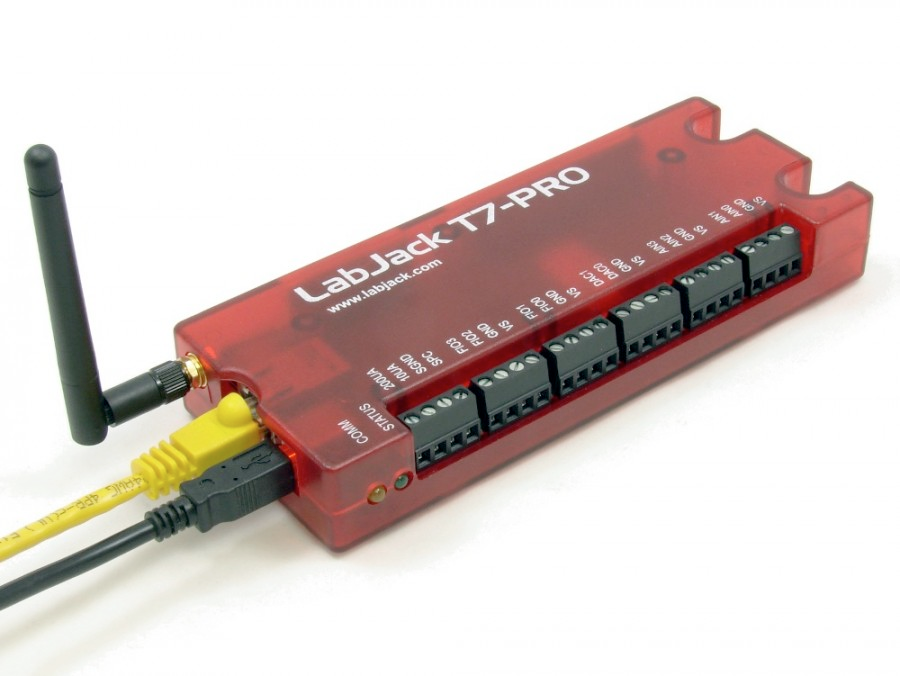 LabJack T7-PRO
www.labjack.com
COMM
STATUS
200UA
10UA
SGND
SPC
FIO3
FIO2
GND
VS
FIO1
FIO0
GND
VS
DAC1
DAC0
GND
VS
AIN3
AIN2
GND
VS
AIN1
AIN0
GND
VS